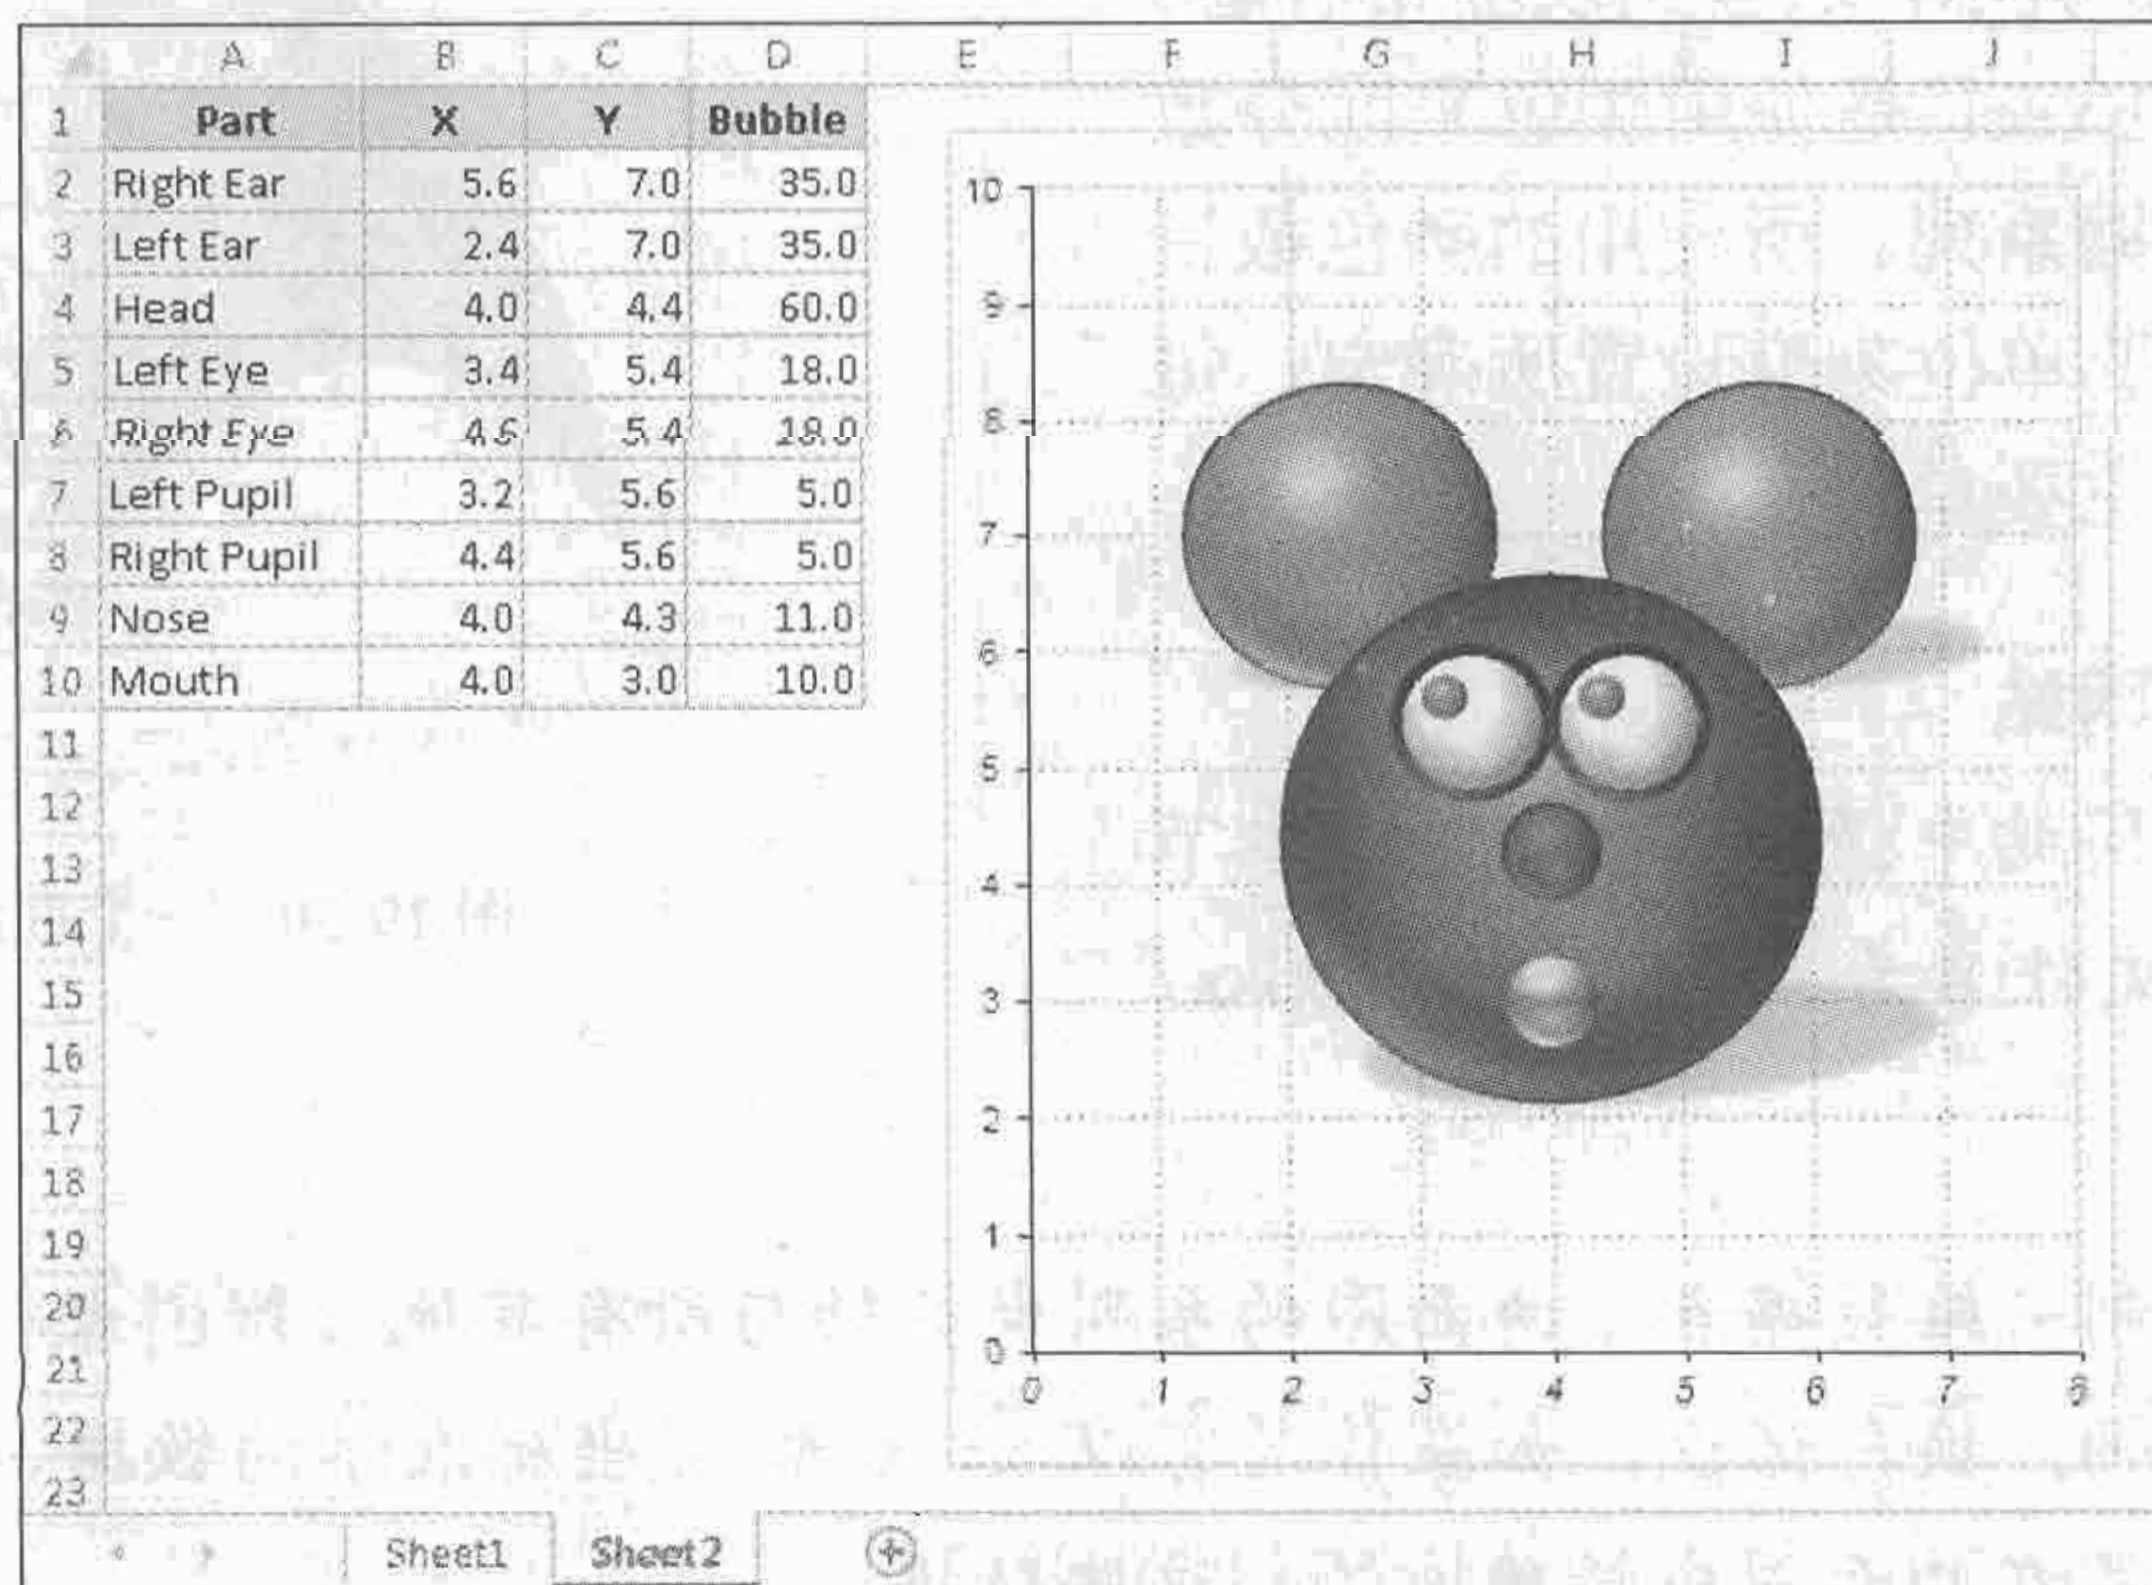 A B C D E F G H I J
1 Part X Y Bubble
2 Right Ear 5.6 7.0 35.0
3 Left Ear 2.4 7.0 35.0
4 Head 4.0 4.4 60.0
5 Left Eye 3.4 5.4 18.0
6 Right Eye 4.6 5.4 18.0
7 Left Pupil 3.2 5.6 5.0
8 Right Pupil 4.4 5.6 5.0
9 Nose 4.0 4.3 11.0
10 Mouth 4.0 3.0 10.0
11
12
13
14
15
16
17
18
19
20
21
22
23
10
9
8
7
6
5
4
3
2
1
0
0 1 2 3 4 5 6 7 8
Sheet1 Sheet2